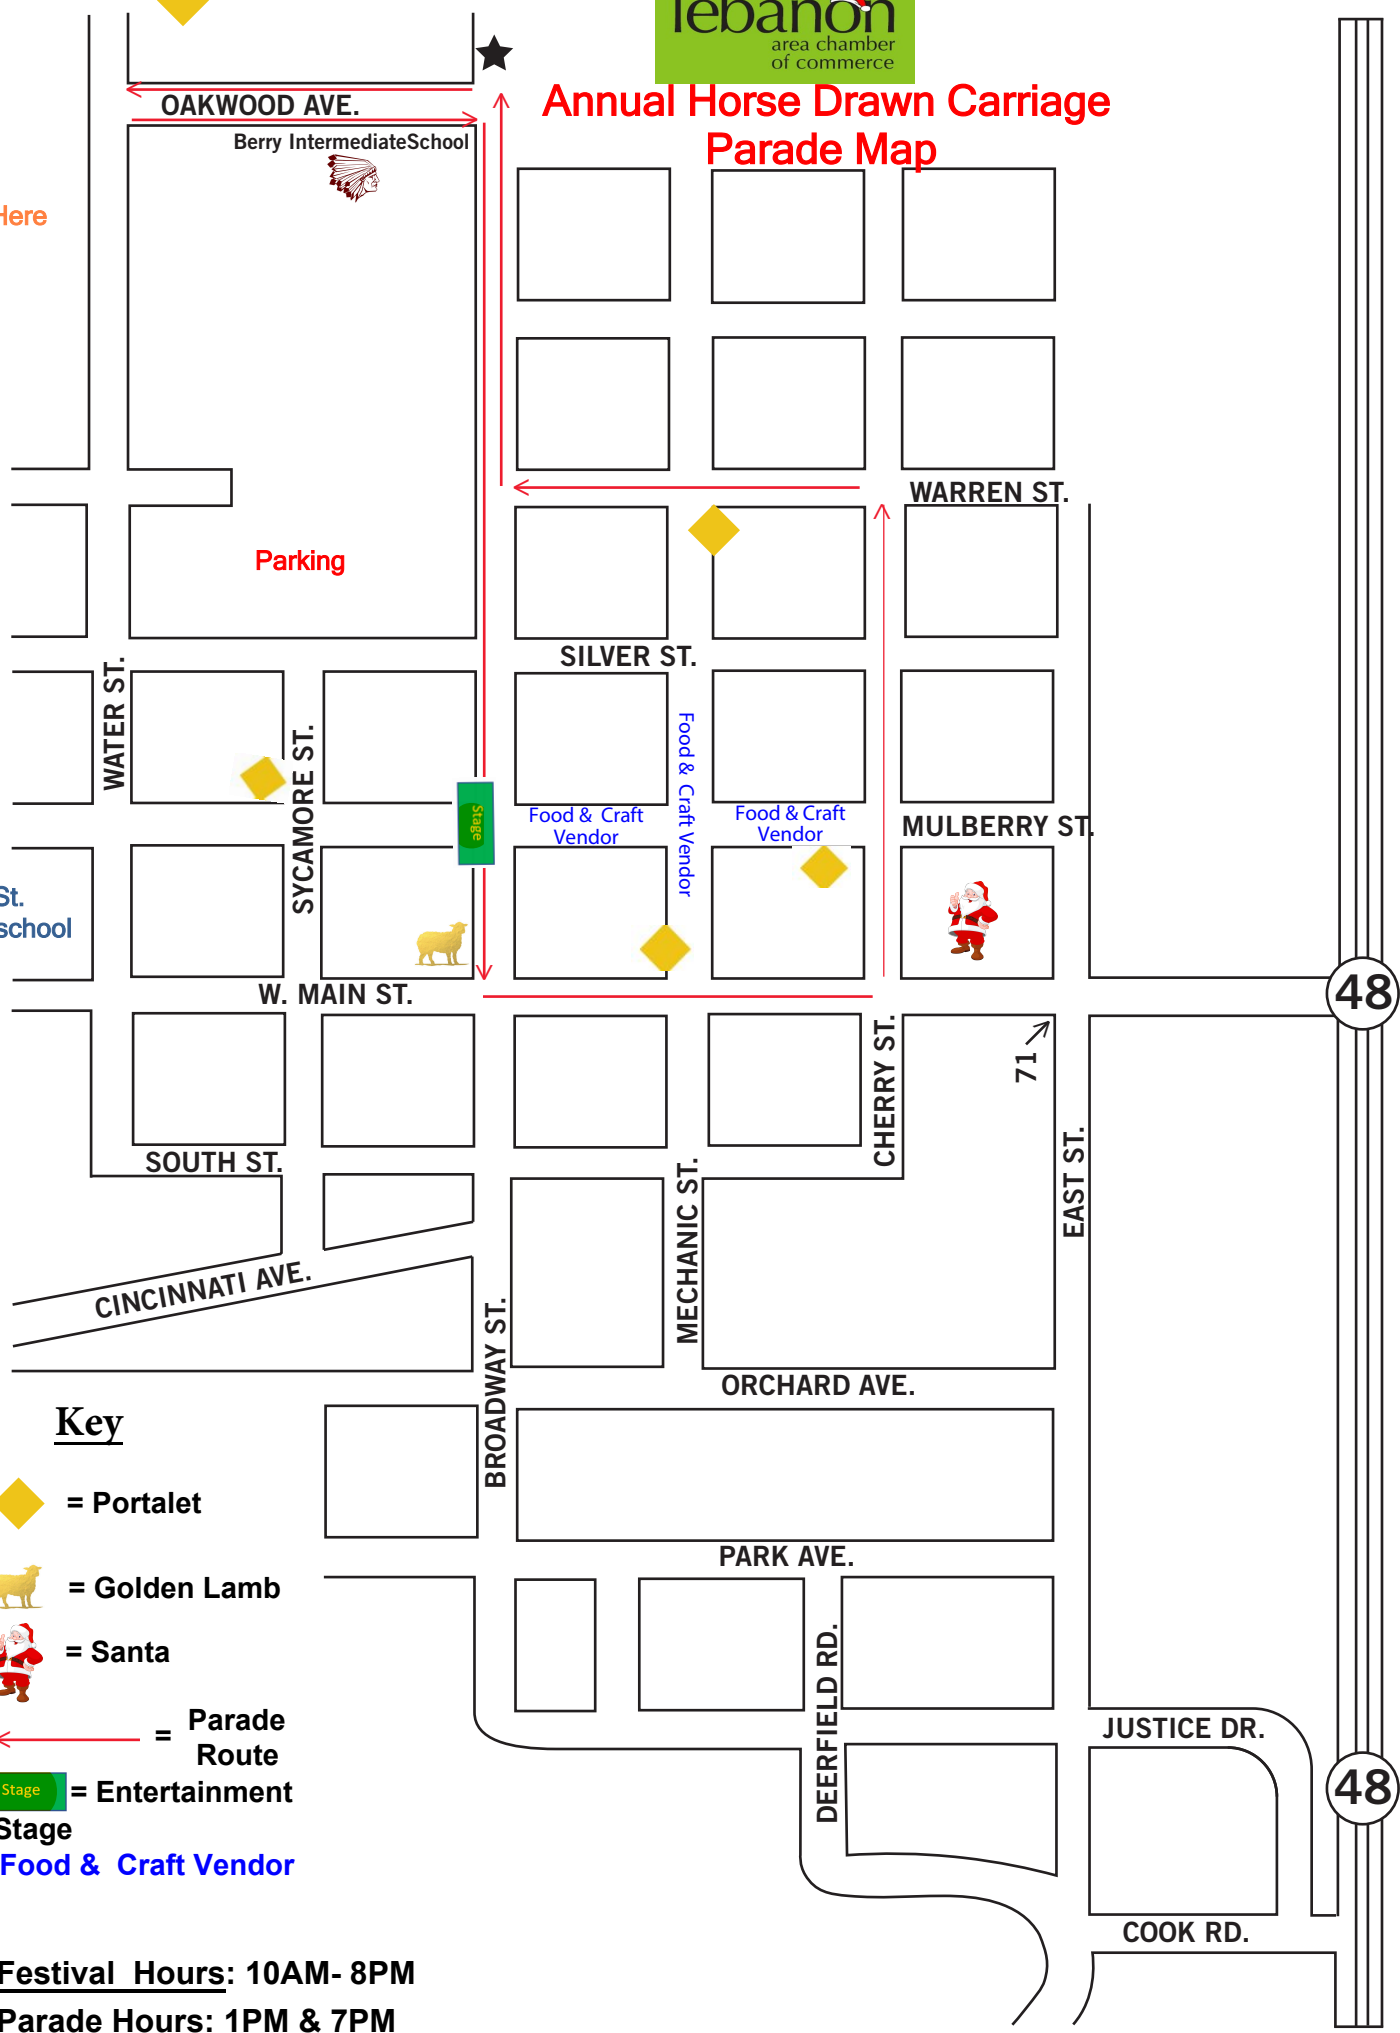 lebanon
area chamber
of commerce
Annual Horse Drawn Carriage
Parade Map
OAKWOOD AVE.
Berry IntermediateSchool
Here
WARREN ST.
Parking
SILVER ST.
WATER ST.
SYCAMORE ST.
Stage
Food & Craft
Vendor
Food & Craft Vendor
Food & Craft
Vendor
MULBERRY ST.
St.
school
W. MAIN ST.
48
CHERRY ST.
71
SOUTH ST.
MECHANIC ST.
EAST ST.
CINCINNATI AVE.
BROADWAY ST.
ORCHARD AVE.
Key
= Portalet
PARK AVE.
= Golden Lamb
= Santa
DEERFIELD RD.
= Parade
Route
JUSTICE DR.
48
Stage = Entertainment
Stage
Food & Craft Vendor
COOK RD.
Festival Hours: 10AM- 8PM
Parade Hours: 1PM & 7PM